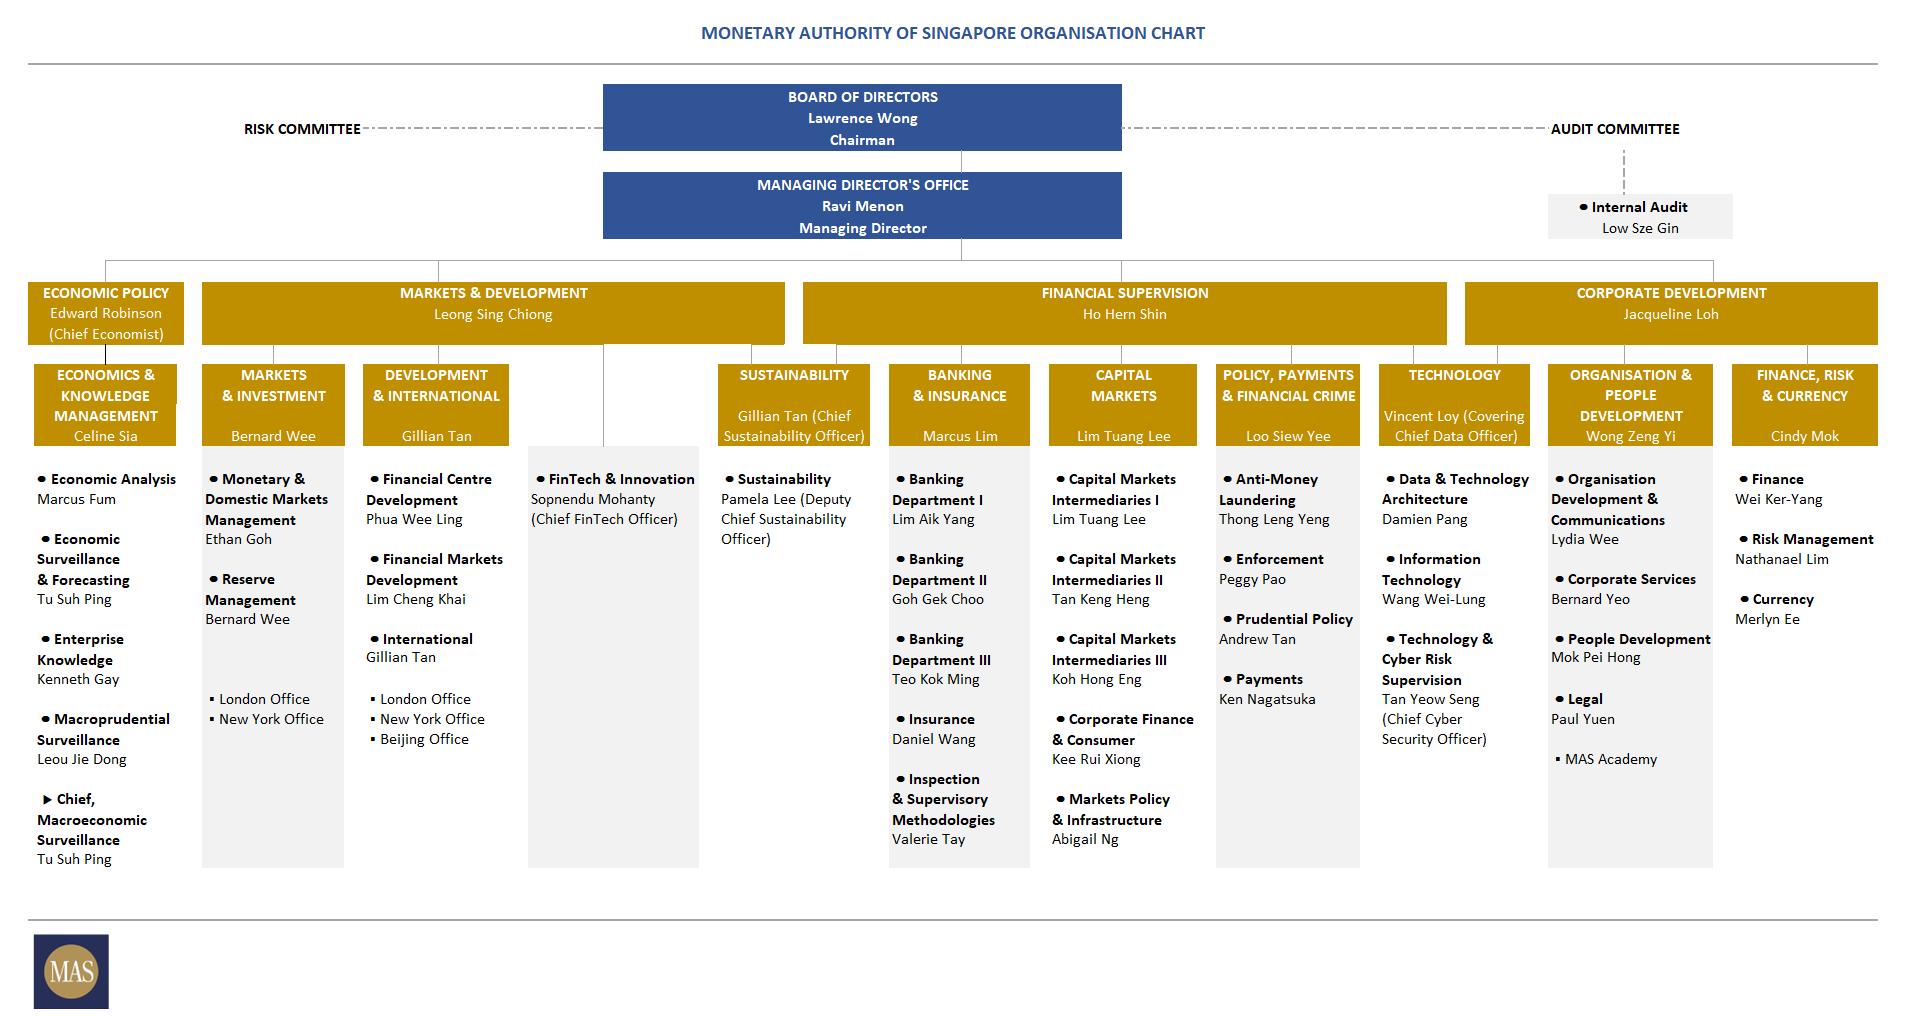 MONETARY AUTHORITY OF SINGAPORE ORGANISATION CHART
BOARD OF DIRECTORS
Lawrence Wong
Chairman
RISK COMMITTEE
AUDIT COMMITTEE
MANAGING DIRECTOR'S OFFICE
Ravi Menon
Managing Director
● Internal Audit
Low Sze Gin
ECONOMIC POLICY
Edward Robinson
(Chief Economist)
MARKETS & DEVELOPMENT
Leong Sing Chiong
FINANCIAL SUPERVISION
Ho Hern Shin
CORPORATE DEVELOPMENT
Jacqueline Loh
ECONOMICS &
KNOWLEDGE
MANAGEMENT
Celine Sia
● Economic Analysis
Marcus Fum
● Economic
Surveillance
& Forecasting
Tu Suh Ping
● Enterprise
Knowledge
Kenneth Gay
● Macroprudential
Surveillance
Leou Jie Dong
▶ Chief,
Macroeconomic
Surveillance
Tu Suh Ping
MARKETS
& INVESTMENT
Bernard Wee
● Monetary &
Domestic Markets
Management
Ethan Goh
● Reserve
Management
Bernard Wee
▪ London Office
▪ New York Office
DEVELOPMENT
& INTERNATIONAL
Gillian Tan
● Financial Centre
Development
Phua Wee Ling
● Financial Markets
Development
Lim Cheng Khai
● International
Gillian Tan
▪ London Office
▪ New York Office
▪ Beijing Office
● FinTech & Innovation
Sopnendu Mohanty
(Chief FinTech Officer)
SUSTAINABILITY
Gillian Tan (Chief
Sustainability Officer)
● Sustainability
Pamela Lee (Deputy
Chief Sustainability
Officer)
BANKING
& INSURANCE
Marcus Lim
● Banking
Department I
Lim Aik Yang
● Banking
Department II
Goh Gek Choo
● Banking
Department III
Teo Kok Ming
● Insurance
Daniel Wang
● Inspection
& Supervisory
Methodologies
Valerie Tay
CAPITAL
MARKETS
Lim Tuang Lee
● Capital Markets
Intermediaries I
Lim Tuang Lee
● Capital Markets
Intermediaries II
Tan Keng Heng
● Capital Markets
Intermediaries III
Koh Hong Eng
● Corporate Finance
& Consumer
Kee Rui Xiong
● Markets Policy
& Infrastructure
Abigail Ng
POLICY, PAYMENTS
& FINANCIAL CRIME
Loo Siew Yee
● Anti-Money
Laundering
Thong Leng Yeng
● Enforcement
Peggy Pao
● Prudential Policy
Andrew Tan
● Payments
Ken Nagatsuka
TECHNOLOGY
Vincent Loy (Covering
Chief Data Officer)
● Data & Technology
Architecture
Damien Pang
● Information
Technology
Wang Wei-Lung
● Technology &
Cyber Risk
Supervision
Tan Yeow Seng
(Chief Cyber
Security Officer)
ORGANISATION &
PEOPLE
DEVELOPMENT
Wong Zeng Yi
● Organisation
Development &
Communications
Lydia Wee
● Corporate Services
Bernard Yeo
● People Development
Mok Pei Hong
● Legal
Paul Yuen
▪ MAS Academy
FINANCE, RISK
& CURRENCY
Cindy Mok
● Finance
Wei Ker-Yang
● Risk Management
Nathanael Lim
● Currency
Merlyn Ee
MAS